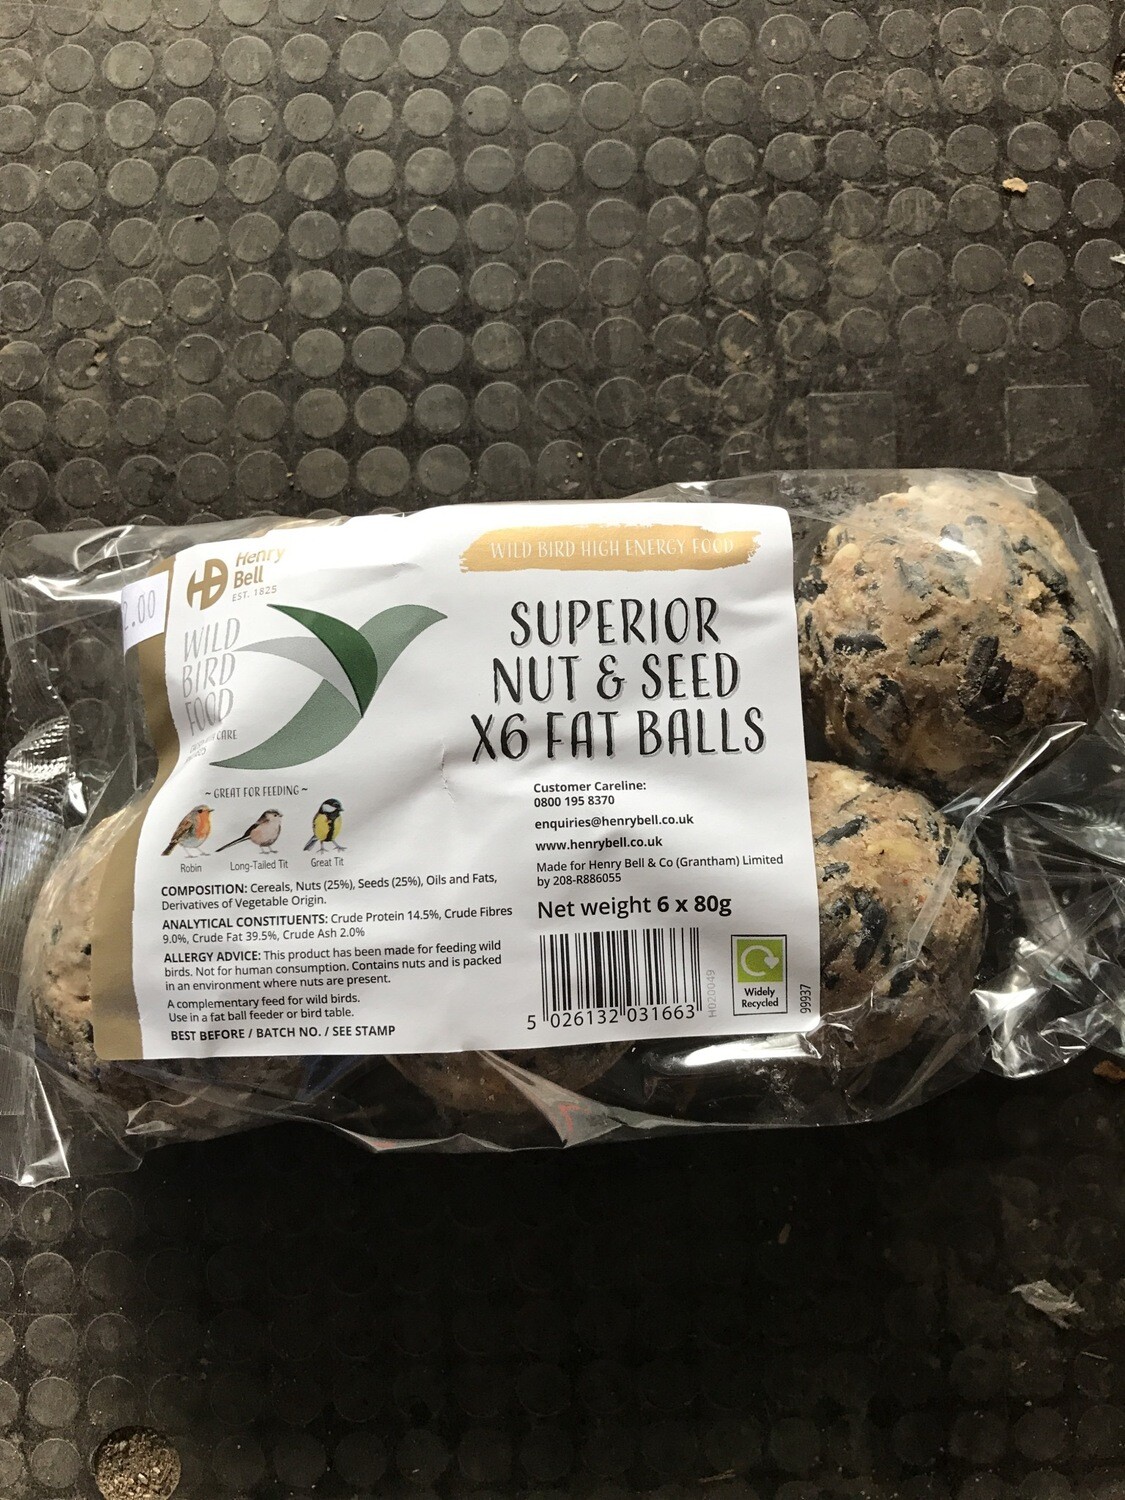 Henry
Bell
EST. 1825
2.00
WILD
BIRD
FOOD
CARE
WILD BIRD HIGH ENERGY FOOD
SUPERIOR
NUT & SEED
X6 FAT BALLS
~ GREAT FOR FEEDING ~
Robin
Long-Tailed Tit
Great Tit
COMPOSITION: Cereals, Nuts (25%), Seeds (25%), Oils and Fats,
Derivatives of Vegetable Origin.
ANALYTICAL CONSTITUENTS: Crude Protein 14.5%, Crude Fibres
9.0%, Crude Fat 39.5%, Crude Ash 2.0%
ALLERGY ADVICE: This product has been made for feeding wild
birds. Not for human consumption. Contains nuts and is packed
in an environment where nuts are present.
A complementary feed for wild birds.
Use in a fat ball feeder or bird table.
BEST BEFORE / BATCH NO. / SEE STAMP
Customer Careline:
0800 195 8370
enquiries@henrybell.co.uk
www.henrybell.co.uk
Made for Henry Bell & Co (Grantham) Limited
by 208-R886055
Net weight 6 x 80g
5 026132 031663
H020049
Widely
Recycled
99937